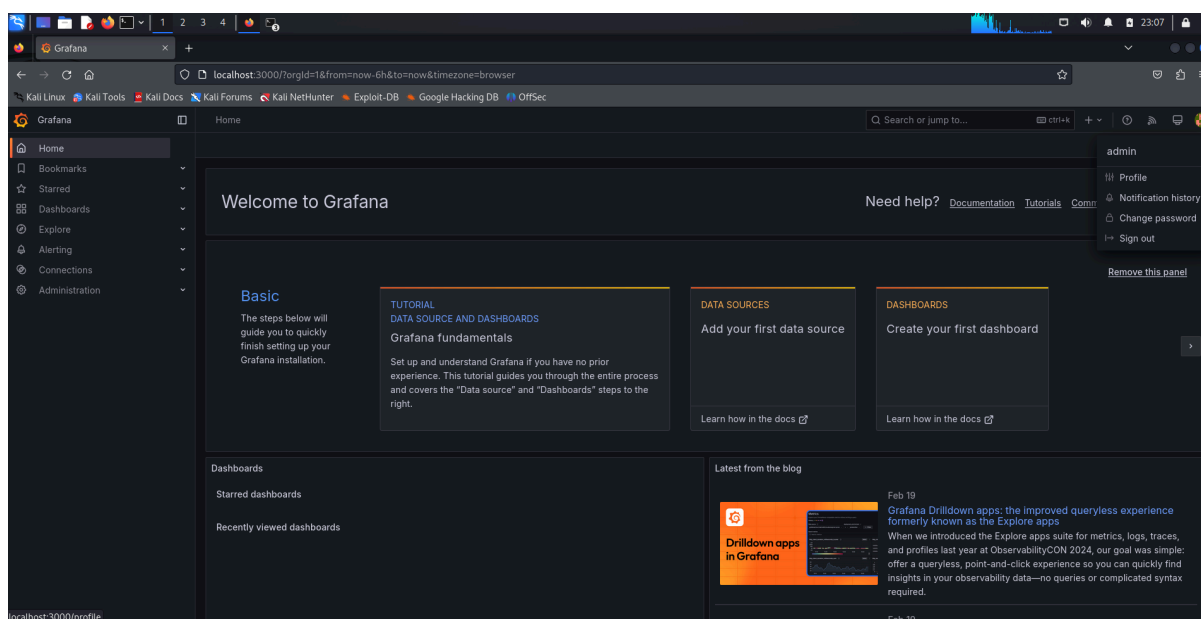 1 2 3 4 23:07
Grafana
localhost:3000/?orgId=1&from=now-6h&to=now&timezone=browser
Kali Linux Kali Tools Kali Docs Kali Forums Kali NetHunter Exploit-DB Google Hacking DB OffSec
Grafana Home Search or jump to... ctrl+k
Home
Bookmarks
Starred
Dashboards
Explore
Alerting
Connections
Administration
admin
Profile
Notification history
Change password
Sign out
Welcome to Grafana
Need help? Documentation Tutorials Comm
Remove this panel
Basic
The steps below will
guide you to quickly
finish setting up your
Grafana installation.
TUTORIAL
DATA SOURCE AND DASHBOARDS
Grafana fundamentals
Set up and understand Grafana if you have no prior
experience. This tutorial guides you through the entire process
and covers the “Data source” and “Dashboards” steps to the
right.
DATA SOURCES
Add your first data source
Learn how in the docs
DASHBOARDS
Create your first dashboard
Learn how in the docs
Dashboards
Starred dashboards
Recently viewed dashboards
Latest from the blog
Drilldown apps
in Grafana
Feb 19
Grafana Drilldown apps: the improved queryless experience
formerly known as the Explore apps
When we introduced the Explore apps suite for metrics, logs, traces,
and profiles last year at ObservabilityCON 2024, our goal was simple:
offer a queryless, point-and-click experience so you can quickly find
insights in your observability data—no queries or complicated syntax
required.
Feb 19
localhost:3000/profile